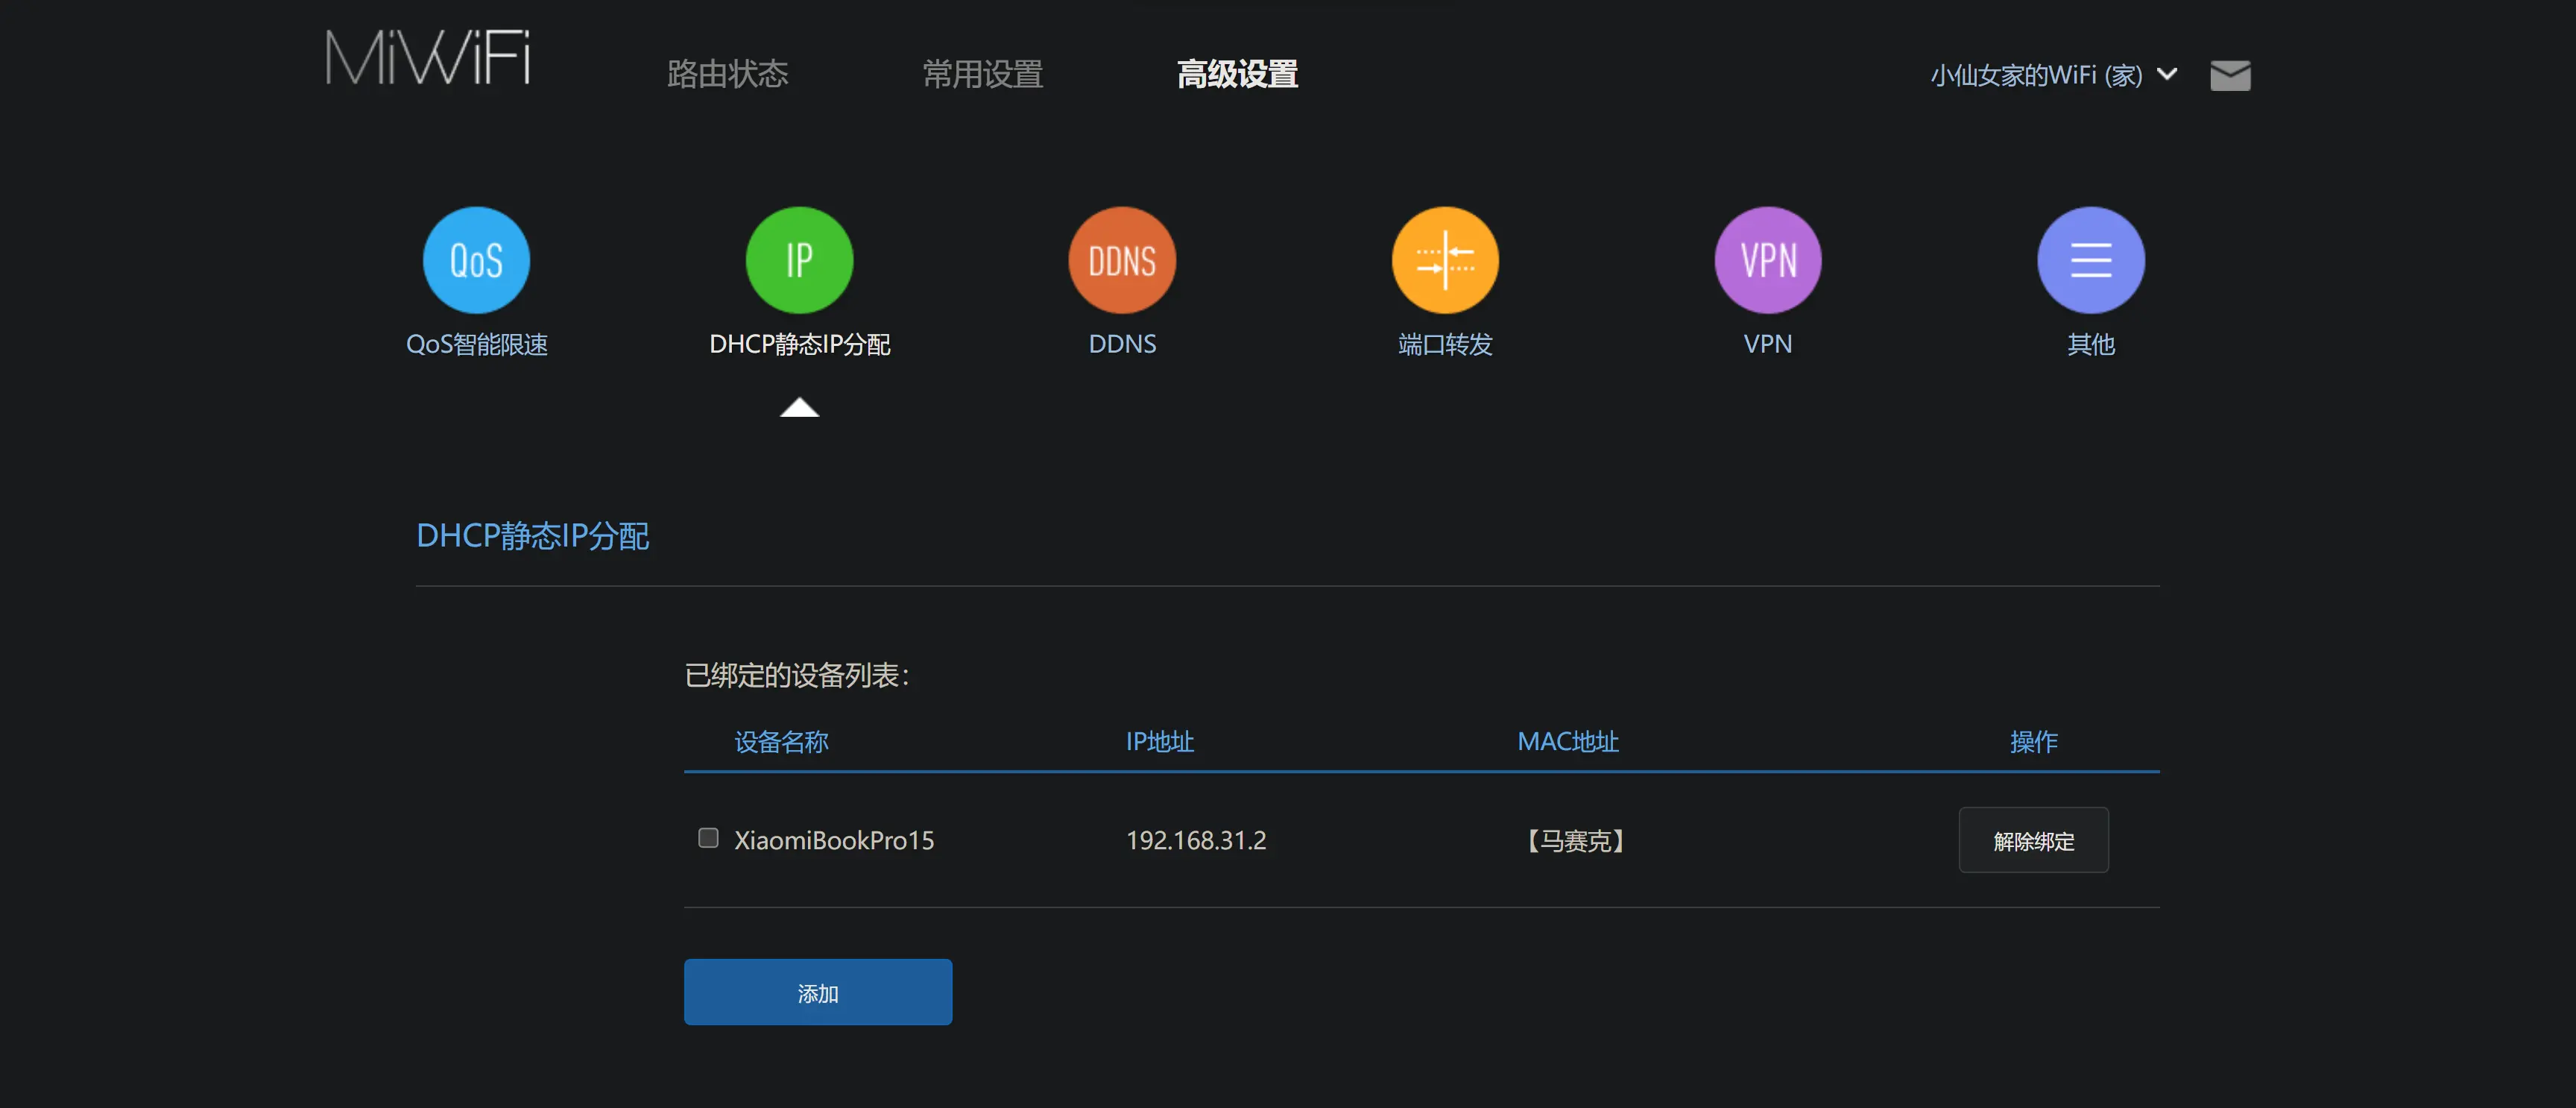 MiWiFi
路由状态
常用设置
高级设置
小仙女家的WiFi (家)
QoS
IP
DDNS
VPN
QoS智能限速
DHCP静态IP分配
DDNS
端口转发
VPN
其他
DHCP静态IP分配
已绑定的设备列表：
设备名称 IP地址 MAC地址 操作
XiaomiBookPro15 192.168.31.2 【马赛克】 解除绑定
添加